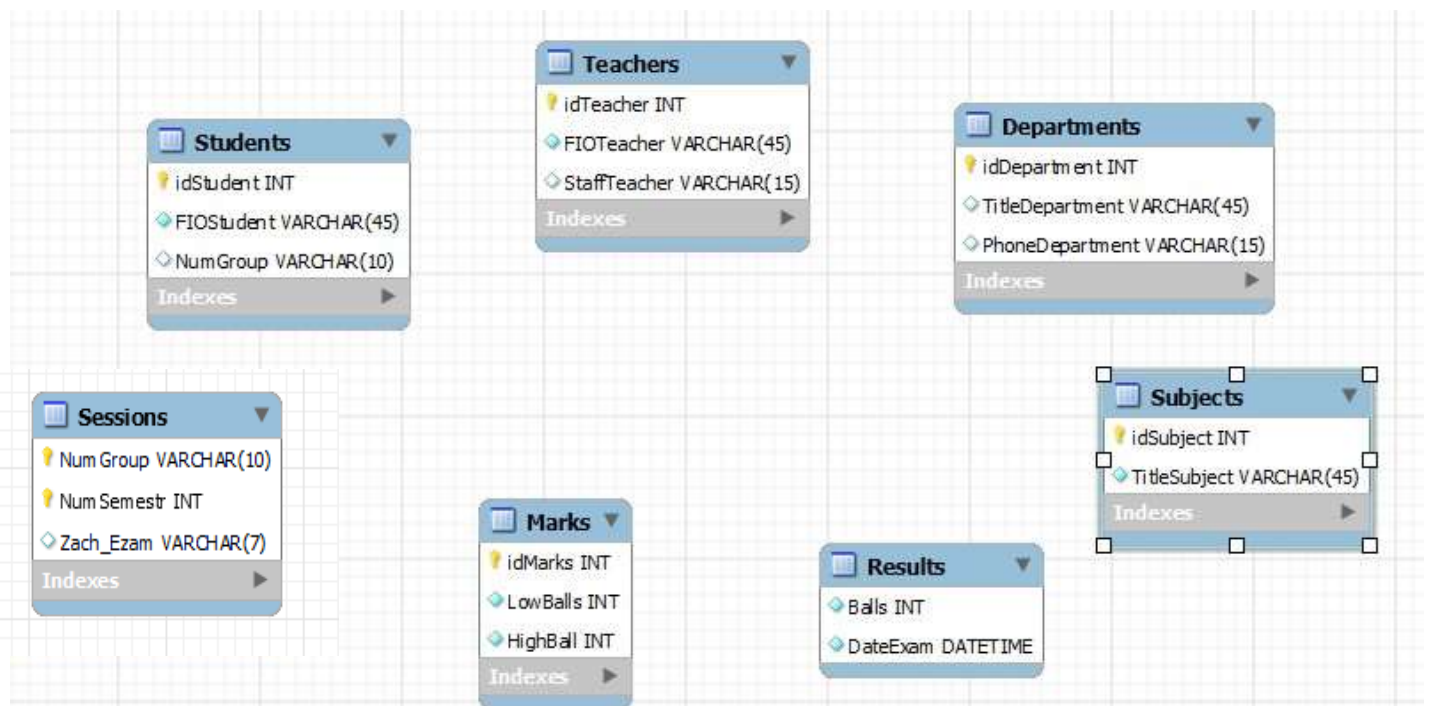 Teachers
idTeacher INT
FIOTeacher VARCHAR(45)
StaffTeacher VARCHAR(15)
Indexes
Students
idStudent INT
FIOStudent VARCHAR(45)
NumGroup VARCHAR(10)
Indexes
Departments
idDepartment INT
TitleDepartment VARCHAR(45)
PhoneDepartment VARCHAR(15)
Indexes
Sessions
NumGroup VARCHAR(10)
NumSemestr INT
Zach_Ezam VARCHAR(7)
Indexes
Subjects
idSubject INT
TitleSubject VARCHAR(45)
Indexes
Marks
idMarks INT
LowBalls INT
HighBall INT
Indexes
Results
Balls INT
DateExam DATETIME